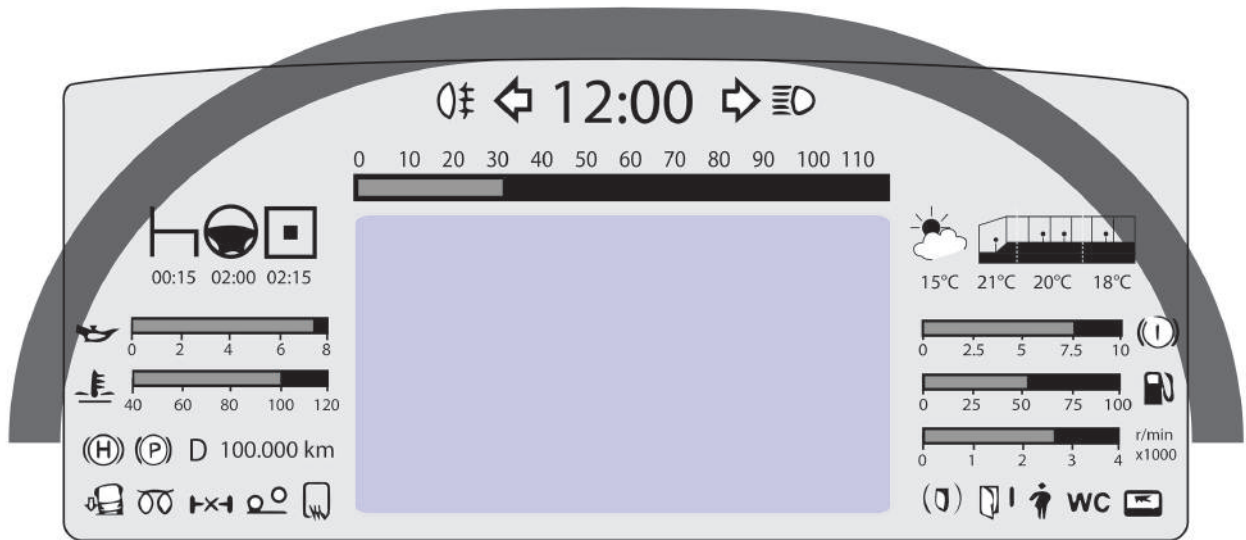 12:00
0 10 20 30 40 50 60 70 80 90 100 110
00:15 02:00 02:15
15°C 21°C 20°C 18°C
0 2 4 6 8
0 2.5 5 7.5 10
40 60 80 100 120
0 25 50 75 100
H P D 100.000 km
r/min
x1000
0 1 2 3 4
WC